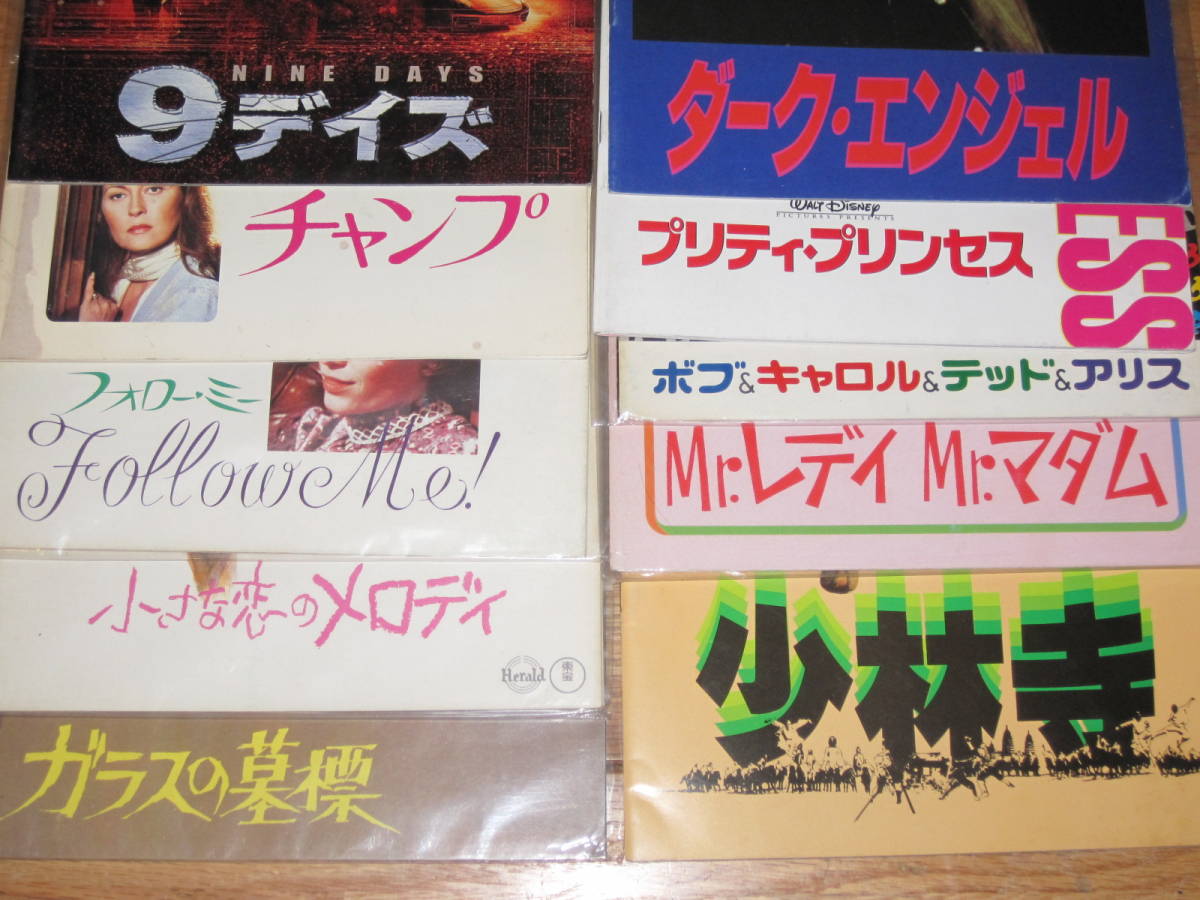 NINE DAYS
9デイズ
チャンプ
フォロー・ミー
Follow Me!
小さな恋のメロディ
Herald
東宝
ガラスの墓標
ダーク・エンジェル
WALT DISNEY
PICTURES PRESENTS
プリティ・プリンセス
ESS
ボブ&キャロル&テッド&アリス
Mr.レディ Mr.マダム
少林寺